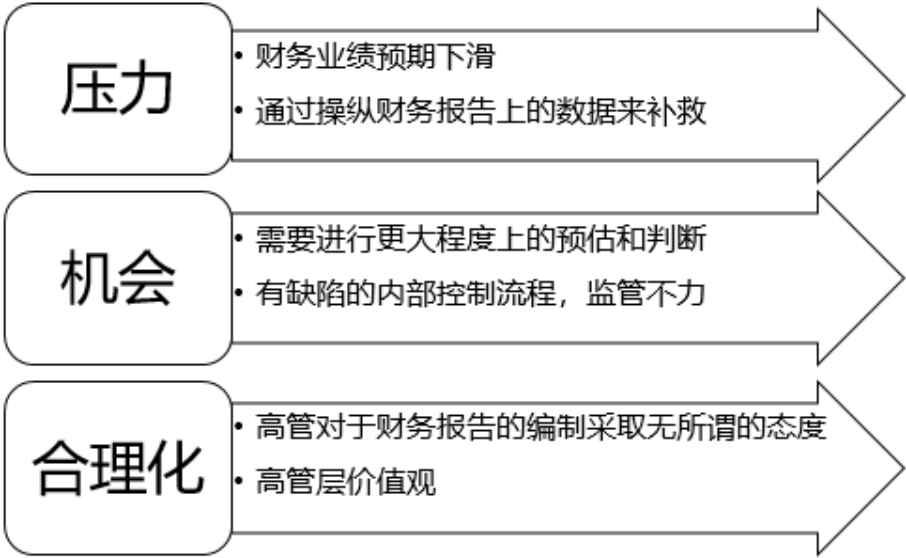 压力
• 财务业绩预期下滑
• 通过操纵财务报告上的数据来补救
机会
• 需要进行更大程度上的预估和判断
• 有缺陷的内部控制流程，监管不力
合理化
• 高管对于财务报告的编制采取无所谓的态度
• 高管层价值观